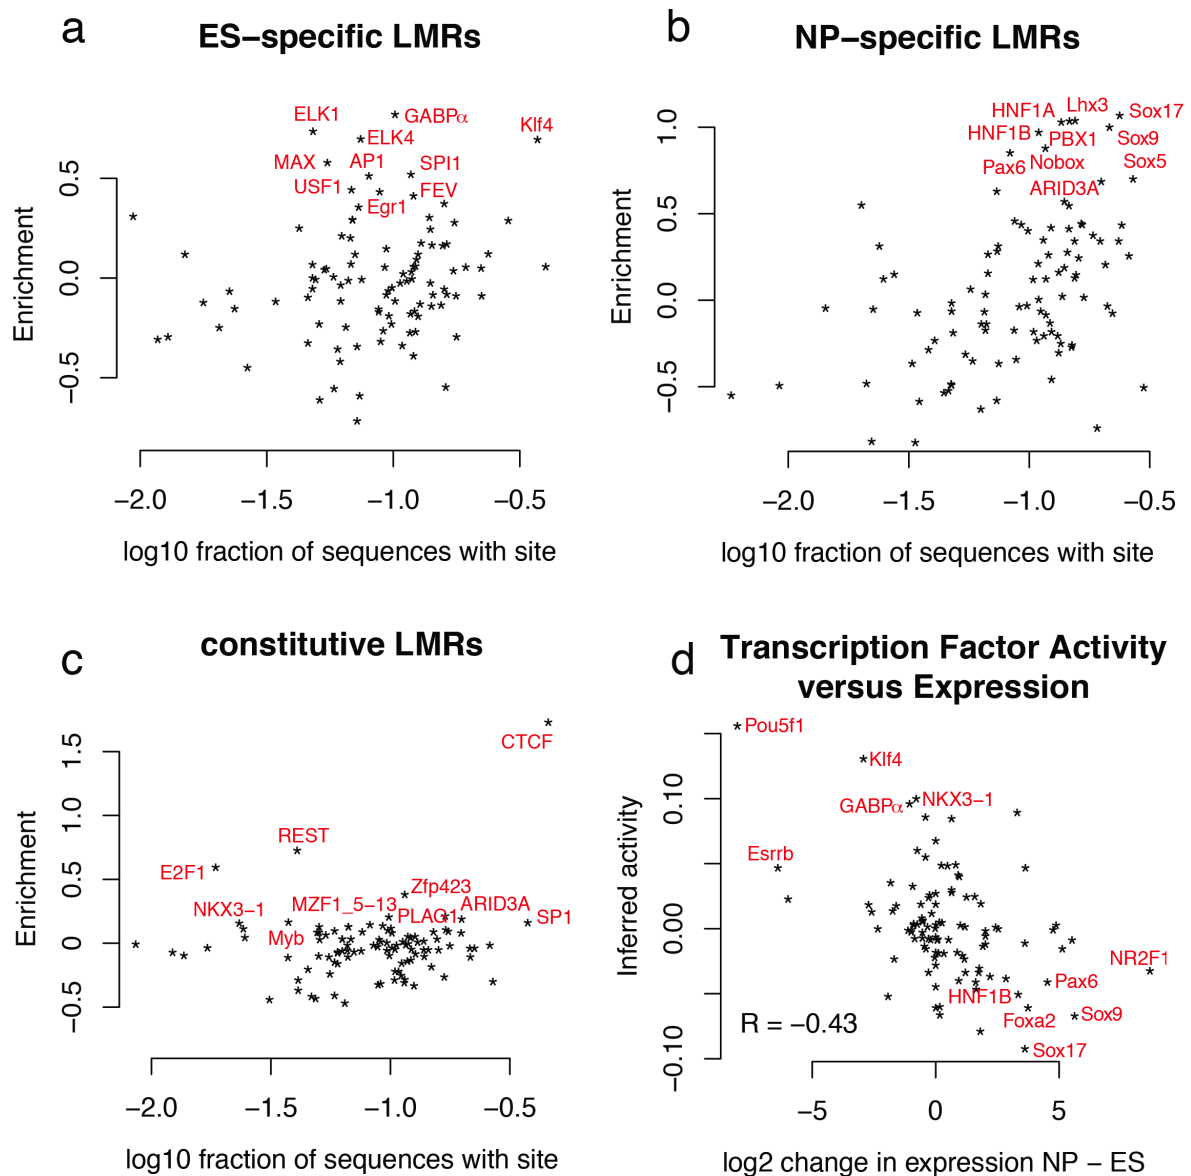 a
ES−specific LMRs
ELK1
GABPα
Klf4
ELK4
MAX
AP1
SPI1
USF1
FEV
Egr1
Enrichment
0.5
0.0
−0.5
−2.0 −1.5 −1.0 −0.5
log10 fraction of sequences with site
b
NP−specific LMRs
HNF1A
Lhx3
Sox17
HNF1B
PBX1
Sox9
Pax6
Nobox
Sox5
ARID3A
Enrichment
1.0
0.5
0.0
−0.5
−2.0 −1.5 −1.0 −0.5
log10 fraction of sequences with site
c
constitutive LMRs
CTCF
REST
E2F1
Zfp423
NKX3−1
MZF1_5−13
PLAG1
ARID3A
SP1
Myb
Enrichment
1.5
1.0
0.5
0
−0.5
−2.0 −1.5 −1.0 −0.5
log10 fraction of sequences with site
d
Transcription Factor Activity
versus Expression
Pou5f1
Klf4
GABPα
NKX3−1
Esrrb
NR2F1
HNF1B
Pax6
Foxa2
Sox9
Sox17
R = −0.43
Inferred activity
0.10
0.00
−0.10
−5 0 5
log2 change in expression NP − ES